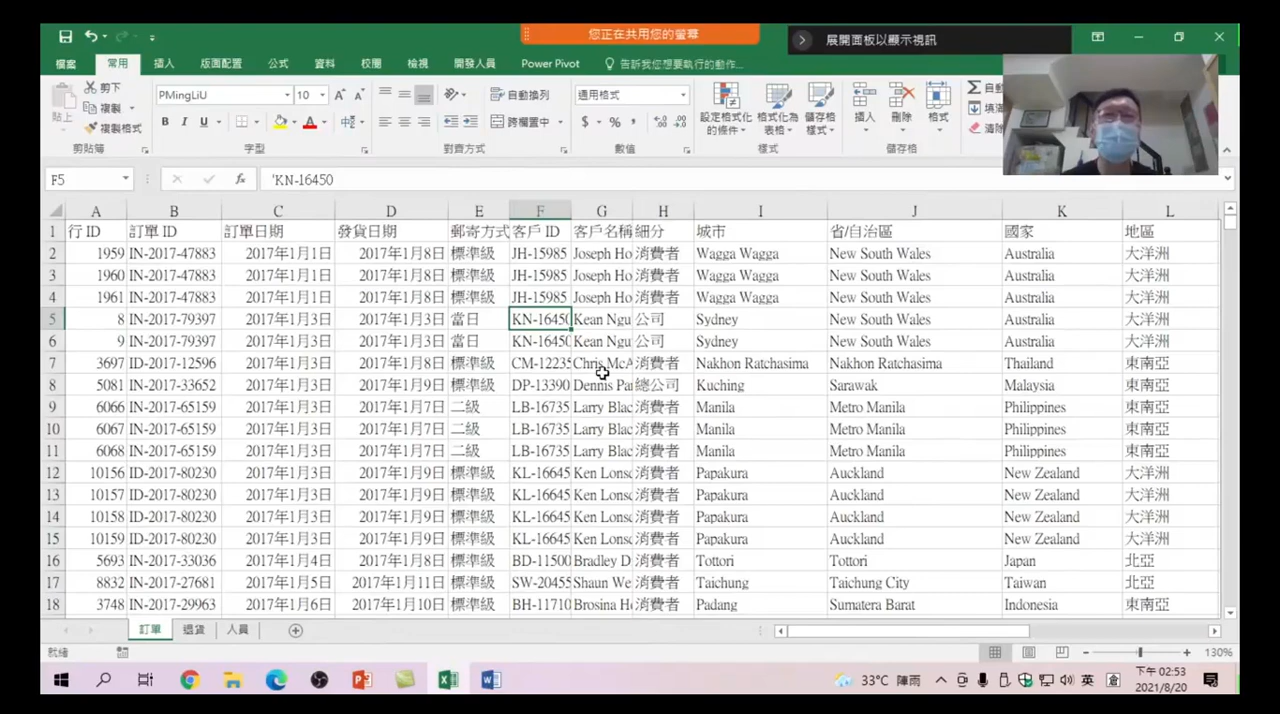 您正在共用您的螢幕
展開面板以顯示視訊
檔案 常用 插入 版面配置 公式 資料 校閱 檢視 開發人員 Power Pivot 告訴我您想要執行的動作...
剪下 PMingLiU 10 自動換列 通用格式 設定格式化的條件 格式化為表格 儲存格樣式 插入 刪除 格式
貼上 複製 B I U 跨欄置中 $ % 清除
複製格式
剪貼簿 字型 對齊方式 數值 樣式 儲存格
F5 fx 'KN-16450
A B C D E F G H I J K L
1 行 ID 訂單 ID 訂單日期 發貨日期 郵寄方式 客戶 ID 客戶名稱 細分 城市 省/自治區 國家 地區
2 1959 IN-2017-47883 2017年1月1日 2017年1月8日 標準級 JH-15985 Joseph Ho 消費者 Wagga Wagga New South Wales Australia 大洋洲
3 1960 IN-2017-47883 2017年1月1日 2017年1月8日 標準級 JH-15985 Joseph Ho 消費者 Wagga Wagga New South Wales Australia 大洋洲
4 1961 IN-2017-47883 2017年1月1日 2017年1月8日 標準級 JH-15985 Joseph Ho 消費者 Wagga Wagga New South Wales Australia 大洋洲
5 8 IN-2017-79397 2017年1月3日 2017年1月3日 當日 KN-16450 Kean Ngu 公司 Sydney New South Wales Australia 大洋洲
6 9 IN-2017-79397 2017年1月3日 2017年1月3日 當日 KN-16450 Kean Ngu 公司 Sydney New South Wales Australia 大洋洲
7 3697 ID-2017-12596 2017年1月3日 2017年1月8日 標準級 CM-12235 Chris McA 消費者 Nakhon Ratchasima Nakhon Ratchasima Thailand 東南亞
8 5081 IN-2017-33652 2017年1月3日 2017年1月9日 標準級 DP-13390 Dennis Pa 總公司 Kuching Sarawak Malaysia 東南亞
9 6066 IN-2017-65159 2017年1月3日 2017年1月7日 二級 LB-16735 Larry Blac 消費者 Manila Metro Manila Philippines 東南亞
10 6067 IN-2017-65159 2017年1月3日 2017年1月7日 二級 LB-16735 Larry Blac 消費者 Manila Metro Manila Philippines 東南亞
11 6068 IN-2017-65159 2017年1月3日 2017年1月7日 二級 LB-16735 Larry Blac 消費者 Manila Metro Manila Philippines 東南亞
12 10156 ID-2017-80230 2017年1月3日 2017年1月9日 標準級 KL-16645 Ken Lons 消費者 Papakura Auckland New Zealand 大洋洲
13 10157 ID-2017-80230 2017年1月3日 2017年1月9日 標準級 KL-16645 Ken Lons 消費者 Papakura Auckland New Zealand 大洋洲
14 10158 ID-2017-80230 2017年1月3日 2017年1月9日 標準級 KL-16645 Ken Lons 消費者 Papakura Auckland New Zealand 大洋洲
15 10159 ID-2017-80230 2017年1月3日 2017年1月9日 標準級 KL-16645 Ken Lons 消費者 Papakura Auckland New Zealand 大洋洲
16 5693 IN-2017-33036 2017年1月4日 2017年1月8日 標準級 BD-11500 Bradley D 消費者 Tottori Tottori Japan 北亞
17 8832 IN-2017-27681 2017年1月5日 2017年1月11日 標準級 SW-20455 Shaun We 消費者 Taichung Taichung City Taiwan 北亞
18 3748 IN-2017-29963 2017年1月6日 2017年1月10日 標準級 BH-11710 Brosina Ho 消費者 Padang Sumatera Barat Indonesia 東南亞
訂單 退貨 人員
就緒 130%
33°C 陣雨 英 倉 下午 02:53
2021/8/20